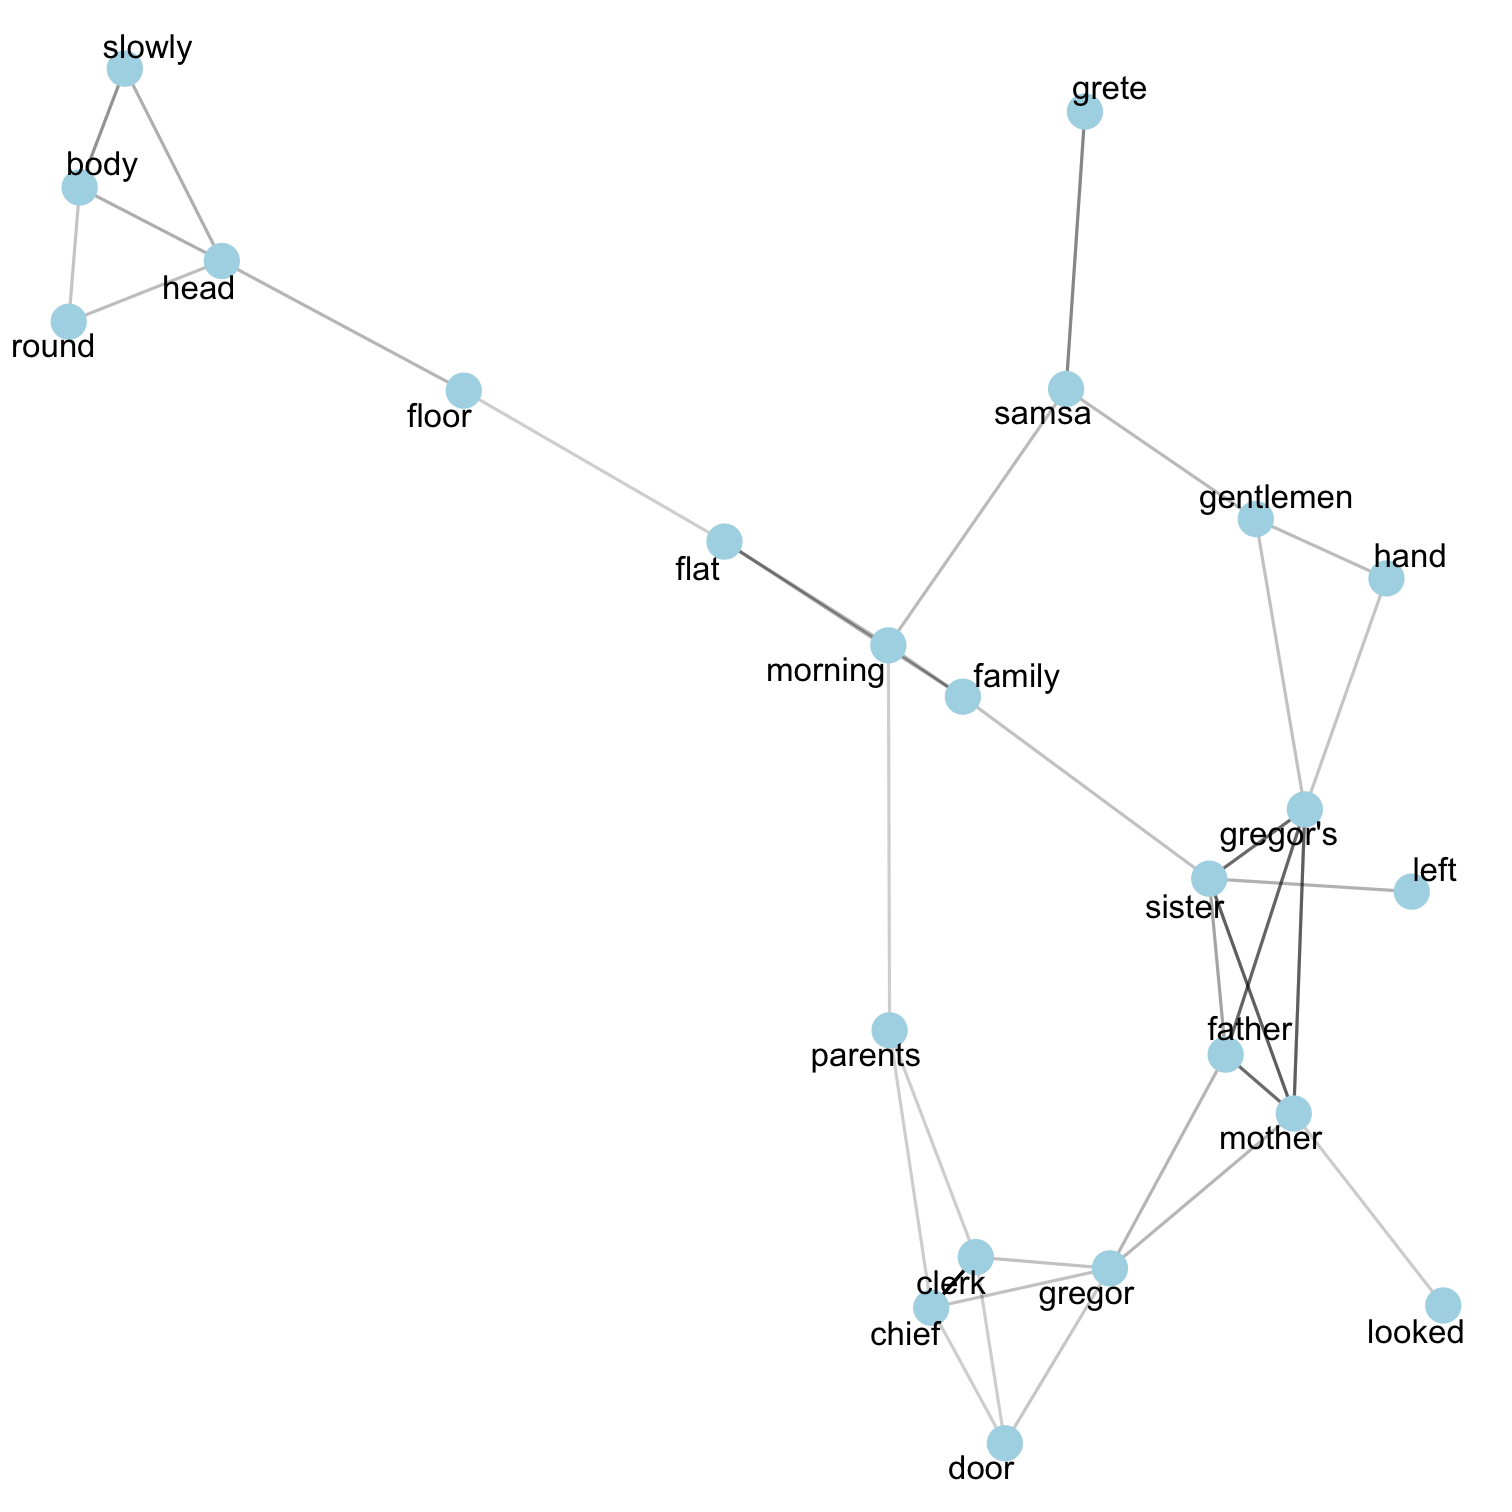 slowly
grete
body
head
round
floor
samsa
gentlemen
hand
flat
morning
family
gregor's
left
sister
father
parents
mother
clerk
gregor
chief
looked
door